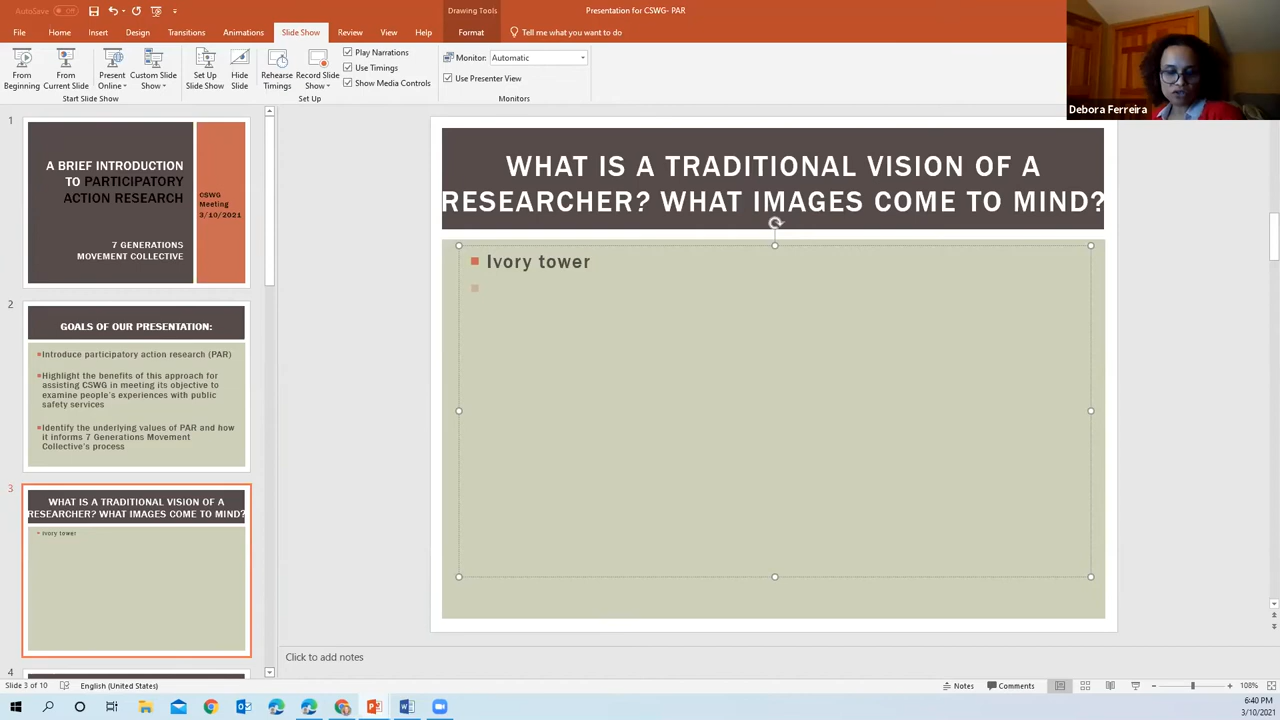 AutoSave Off
Drawing Tools
Presentation for CSWG- PAR
File Home Insert Design Transitions Animations Slide Show Review View Help Format Tell me what you want to do
From Beginning
From Current Slide
Present Online
Custom Slide Show
Start Slide Show
Set Up Slide Show
Hide Slide
Rehearse Timings
Record Slide Show
Play Narrations
Use Timings
Show Media Controls
Set Up
Monitor: Automatic
Use Presenter View
Monitors
Debora Ferreira
1
A BRIEF INTRODUCTION
TO PARTICIPATORY
ACTION RESEARCH
7 GENERATIONS
MOVEMENT COLLECTIVE
CSWG
Meeting
3/10/2021
2
GOALS OF OUR PRESENTATION:
Introduce participatory action research (PAR)
Highlight the benefits of this approach for
assisting CSWG in meeting its objective to
examine people's experiences with public
safety services
Identify the underlying values of PAR and how
it informs 7 Generations Movement
Collective's process
3
WHAT IS A TRADITIONAL VISION OF A
RESEARCHER? WHAT IMAGES COME TO MIND?
Ivory tower
4
WHAT IS A TRADITIONAL VISION OF A
RESEARCHER? WHAT IMAGES COME TO MIND?
Ivory tower
Click to add notes
Slide 3 of 10 English (United States) Notes Comments 108%
6:40 PM
3/10/2021